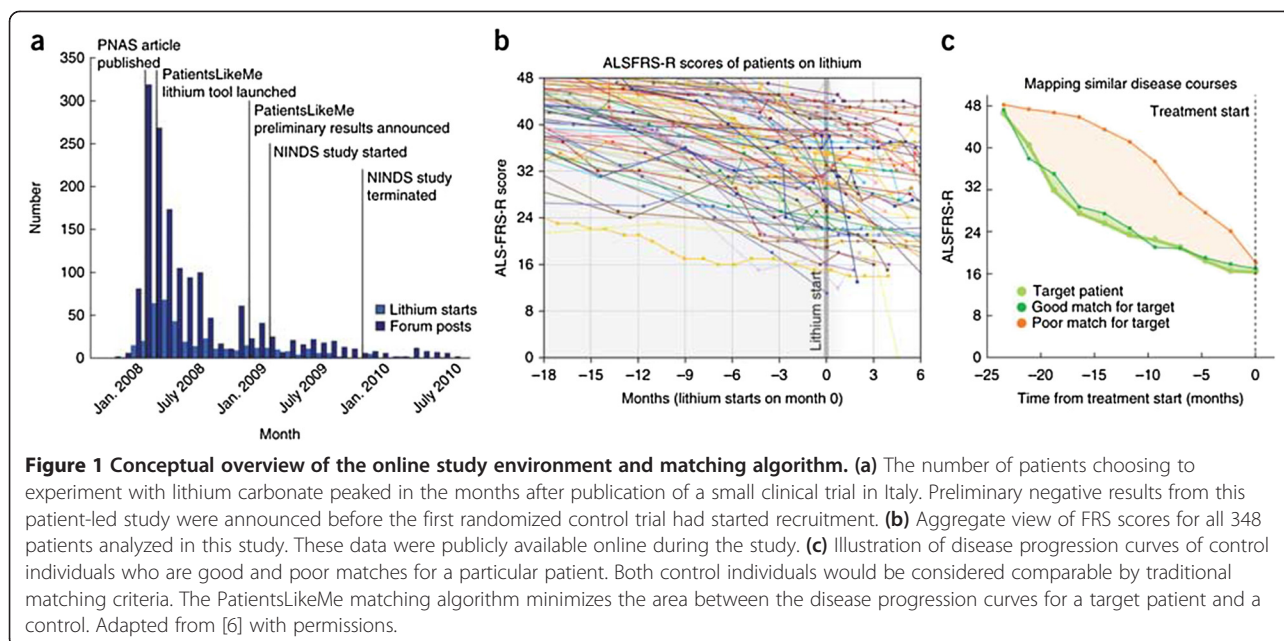 a
PNAS article
published
PatientsLikeMe
lithium tool launched
PatientsLikeMe
preliminary results announced
NINDS study started
NINDS study
terminated
350
300
250
200
150
100
50
0
Number
Lithium starts
Forum posts
Jan. 2008
July 2008
Jan. 2009
July 2009
Jan. 2010
July 2010
Month
b
ALSFRS-R scores of patients on lithium
48
40
36
32
24
16
8
0
ALS-FRS-R score
Lithium start
−18
−15
−12
−9
−6
−3
0
3
6
Months (lithium starts on month 0)
c
Mapping similar disease courses
Treatment start
48
40
32
24
16
0
ALSFRS-R
Target patient
Good match for target
Poor match for target
−25
−20
−15
−10
−5
0
Time from treatment start (months)
Figure 1 Conceptual overview of the online study environment and matching algorithm. (a) The number of patients choosing to
experiment with lithium carbonate peaked in the months after publication of a small clinical trial in Italy. Preliminary negative results from this
patient-led study were announced before the first randomized control trial had started recruitment. (b) Aggregate view of FRS scores for all 348
patients analyzed in this study. These data were publicly available online during the study. (c) Illustration of disease progression curves of control
individuals who are good and poor matches for a particular patient. Both control individuals would be considered comparable by traditional
matching criteria. The PatientsLikeMe matching algorithm minimizes the area between the disease progression curves for a target patient and a
control. Adapted from [6] with permissions.